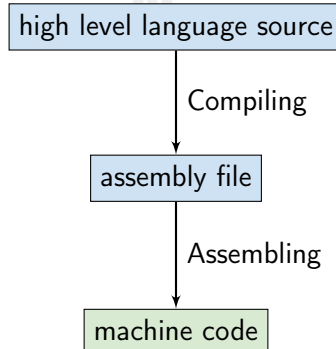 high level language source
Compiling
assembly file
Assembling
machine code